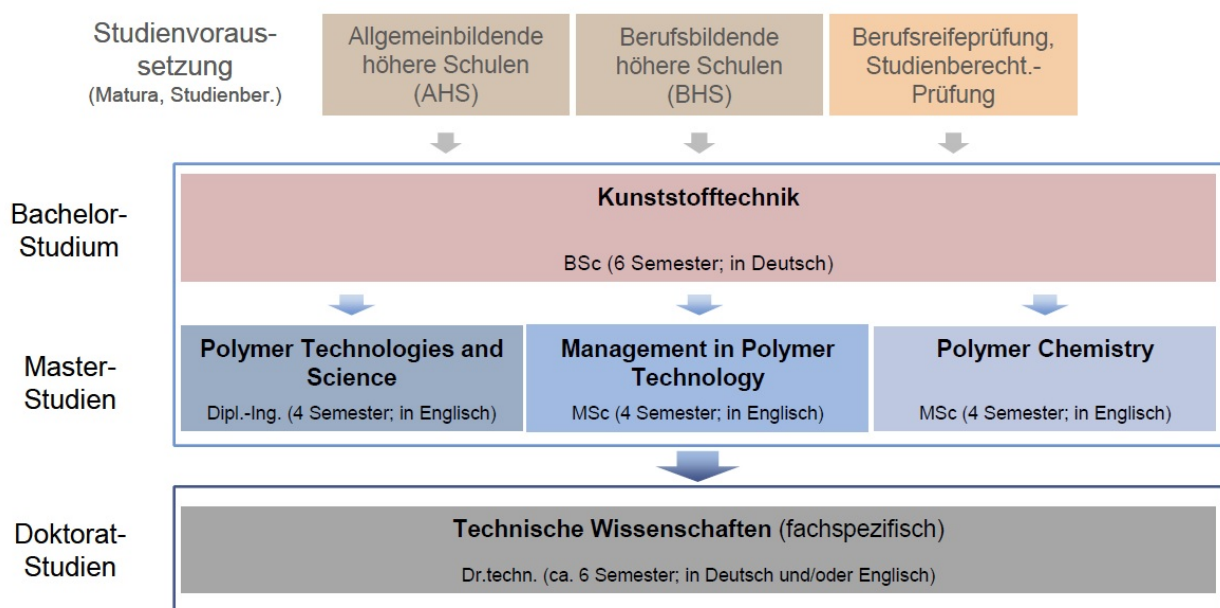 Studienvoraus-
setzung
(Matura, Studienber.)
Allgemeinbildende
höhere Schulen
(AHS)
Berufsbildende
höhere Schulen
(BHS)
Berufsreifeprüfung,
Studienberecht.-
Prüfung
Bachelor-
Studium
Kunststofftechnik
BSc (6 Semester; in Deutsch)
Master-
Studien
Polymer Technologies and
Science
Dipl.-Ing. (4 Semester; in Englisch)
Management in Polymer
Technology
MSc (4 Semester; in Englisch)
Polymer Chemistry
MSc (4 Semester; in Englisch)
Doktorat-
Studien
Technische Wissenschaften (fachspezifisch)
Dr.techn. (ca. 6 Semester; in Deutsch und/oder Englisch)